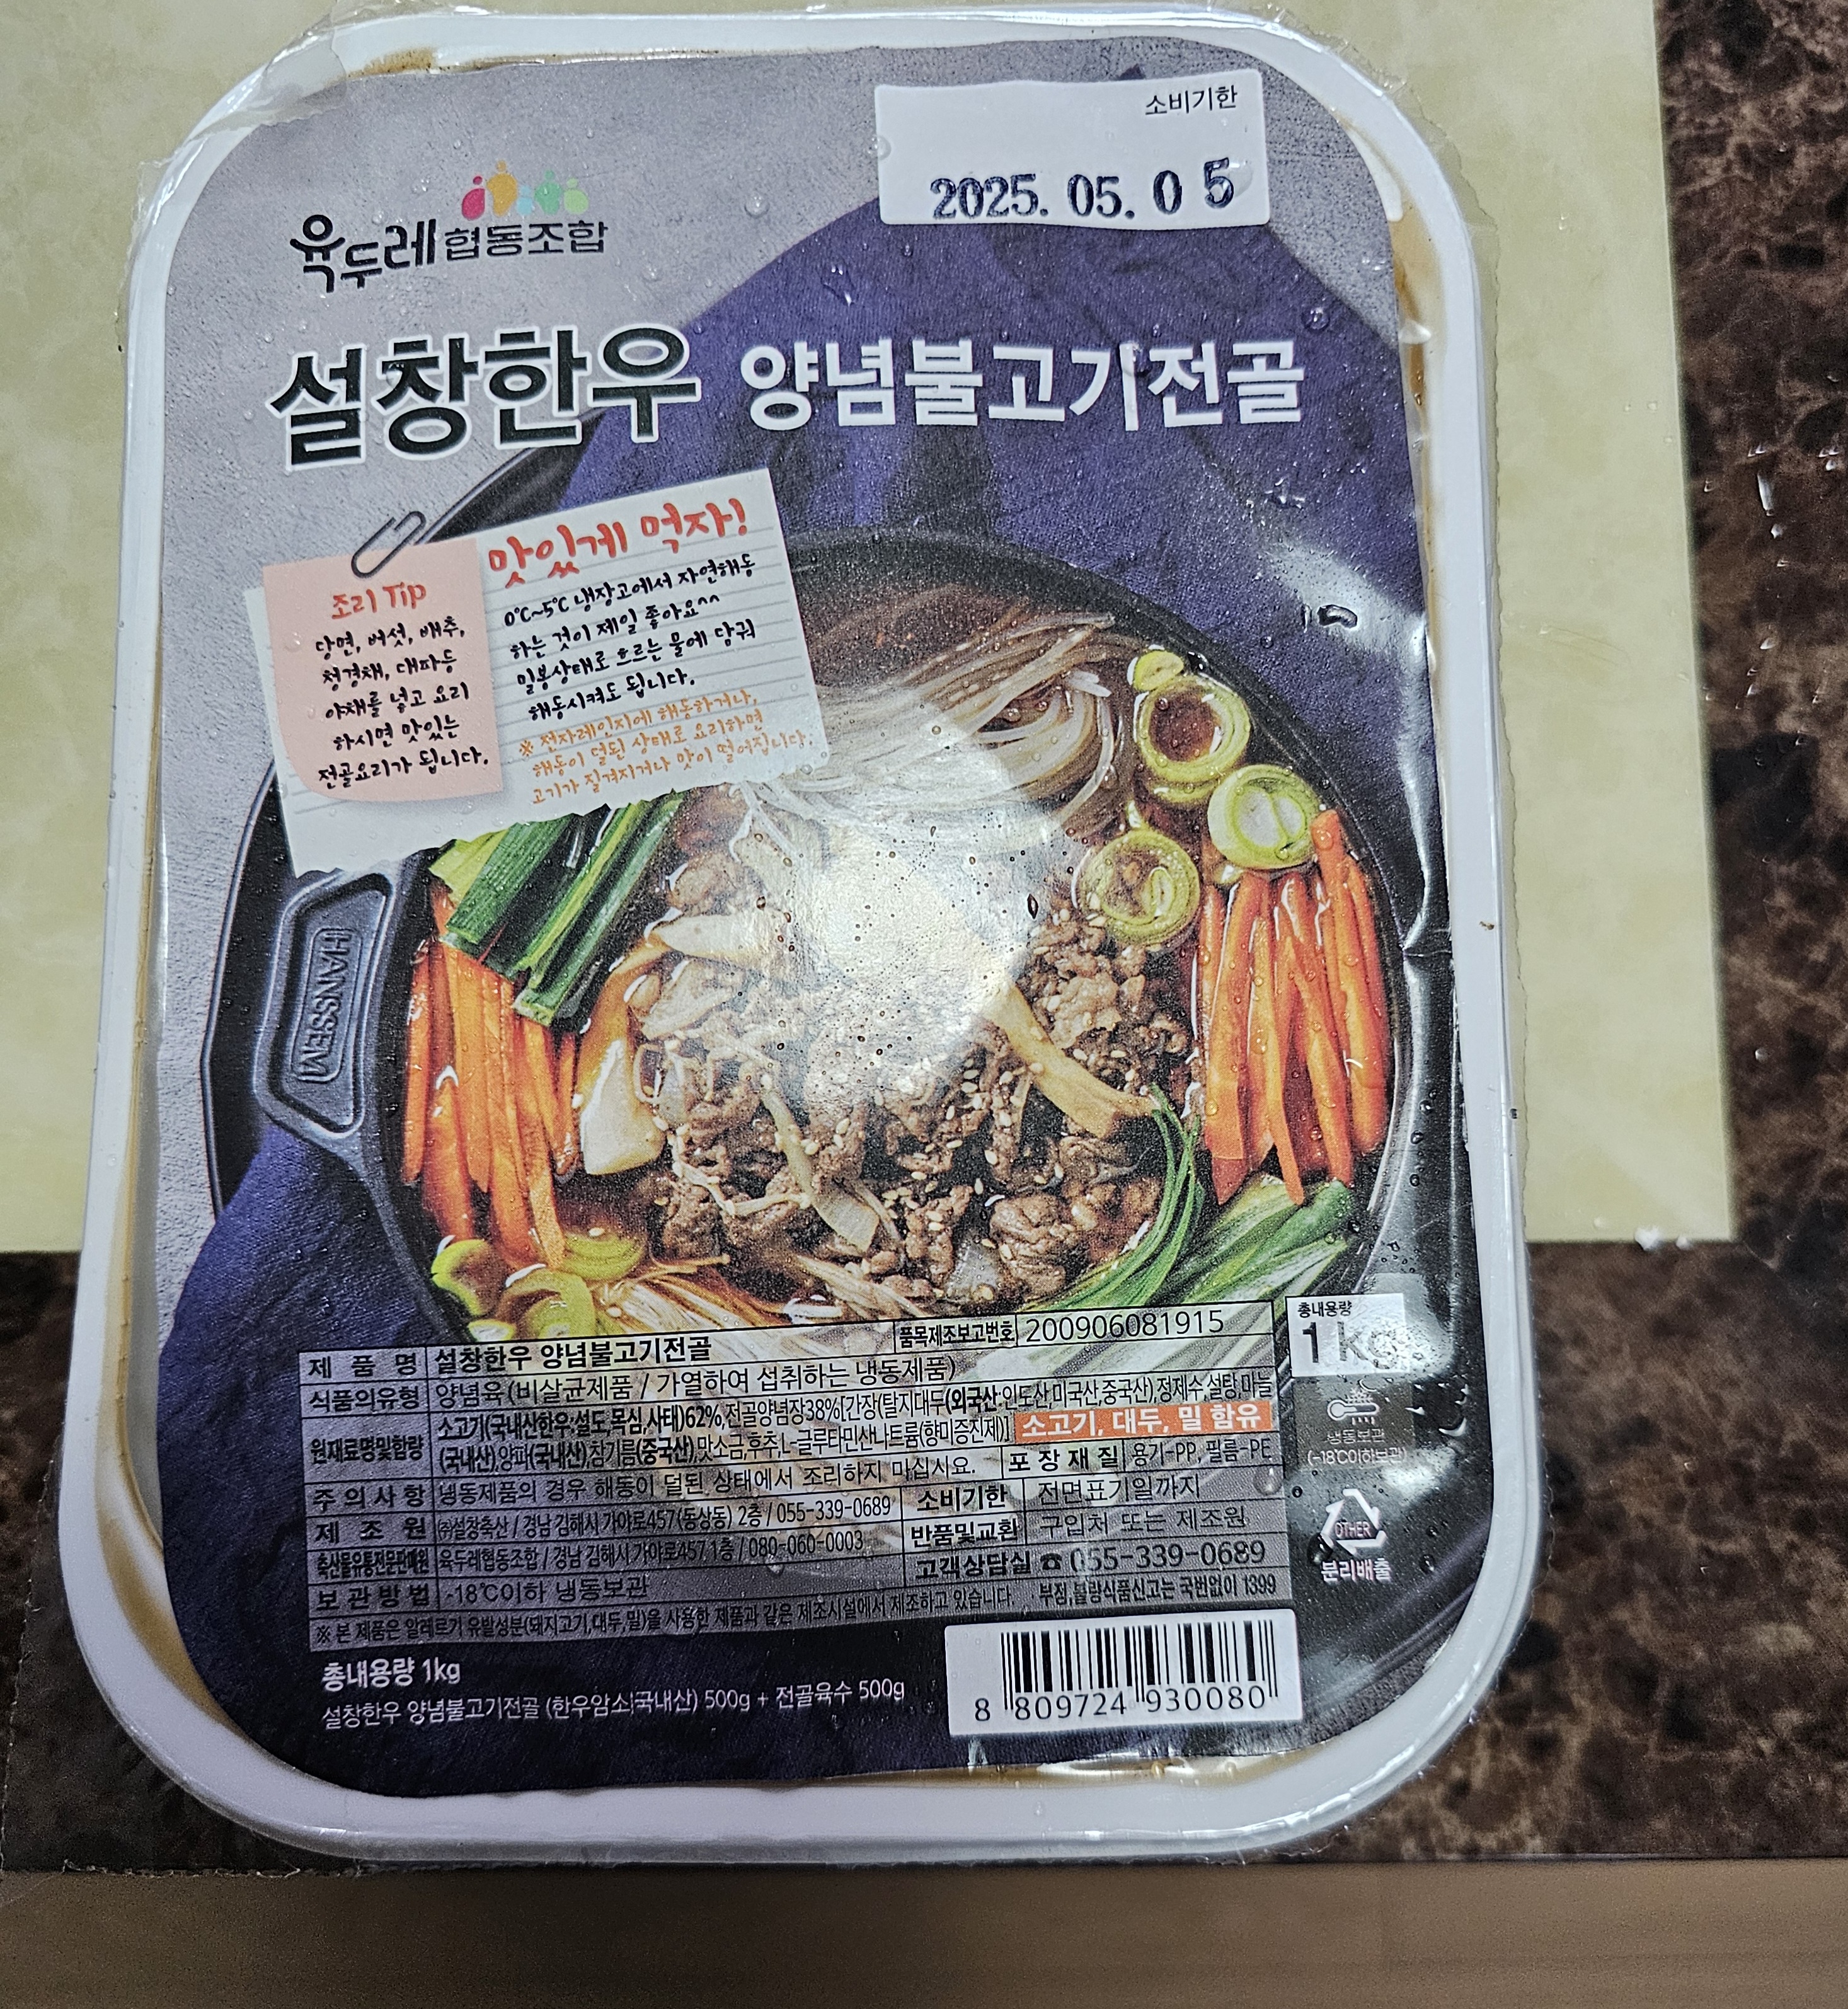 소비기한
2025. 05. 05
육두레협동조합
설창한우 양념불고기전골
맛있게 먹자!
0℃~5℃ 냉장고에서 자연해동
하는 것이 제일 좋아요^^
밀봉상태로 흐르는 물에 담궈
해동시켜도 됩니다.
※ 전자레인지에 해동하거나,
해동이 덜된 상태로 요리하면
고기가 질겨지거나 맛이 떨어집니다.
조리 Tip
당면, 버섯, 배추,
청경채, 대파등
야채를 넣고 요리
하시면 맛있는
전골요리가 됩니다.
HANSSEM
제 품 명 설창한우 양념불고기전골 품목제조보고번호 200906081915
식품의유형 양념육(비살균제품 / 가열하여 섭취하는 냉동제품)
원재료명및함량 소고기(국내산한우:설도,목심,사태)62%,전골양념장38%[간장(탈지대두(외국산:인도산,미국산,중국산),정제수,설탕,마늘
(국내산),양파(국내산),참기름(중국산),맛소금,후추,L-글루타민산나트륨(향미증진제)] 소고기, 대두, 밀 함유
주의사항 냉동제품의 경우 해동이 덜된 상태에서 조리하지 마십시요. 포장재질 용기-PP, 필름-PE
제 조 원 ㈜설창축산 / 경남 김해시 가야로457(동상동) 2층 / 055-339-0689 소비기한 전면표기일까지
축산물유통전문판매원 육두레협동조합 / 경남 김해시 가야로457 1층 / 080-060-0003 반품및교환 구입처 또는 제조원
보관방법 -18℃이하 냉동보관 고객상담실 ☎ 055-339-0689
※ 본 제품은 알레르기 유발성분(돼지고기,대두,밀)을 사용한 제품과 같은 제조시설에서 제조하고 있습니다. 부정,불량식품신고는 국번없이 1399
총내용량
1kg
냉동보관
(-18℃이하보관)
OTHER
분리배출
총내용량 1kg
설창한우 양념불고기전골 (한우암소|국내산) 500g + 전골육수 500g
8 809724 930080